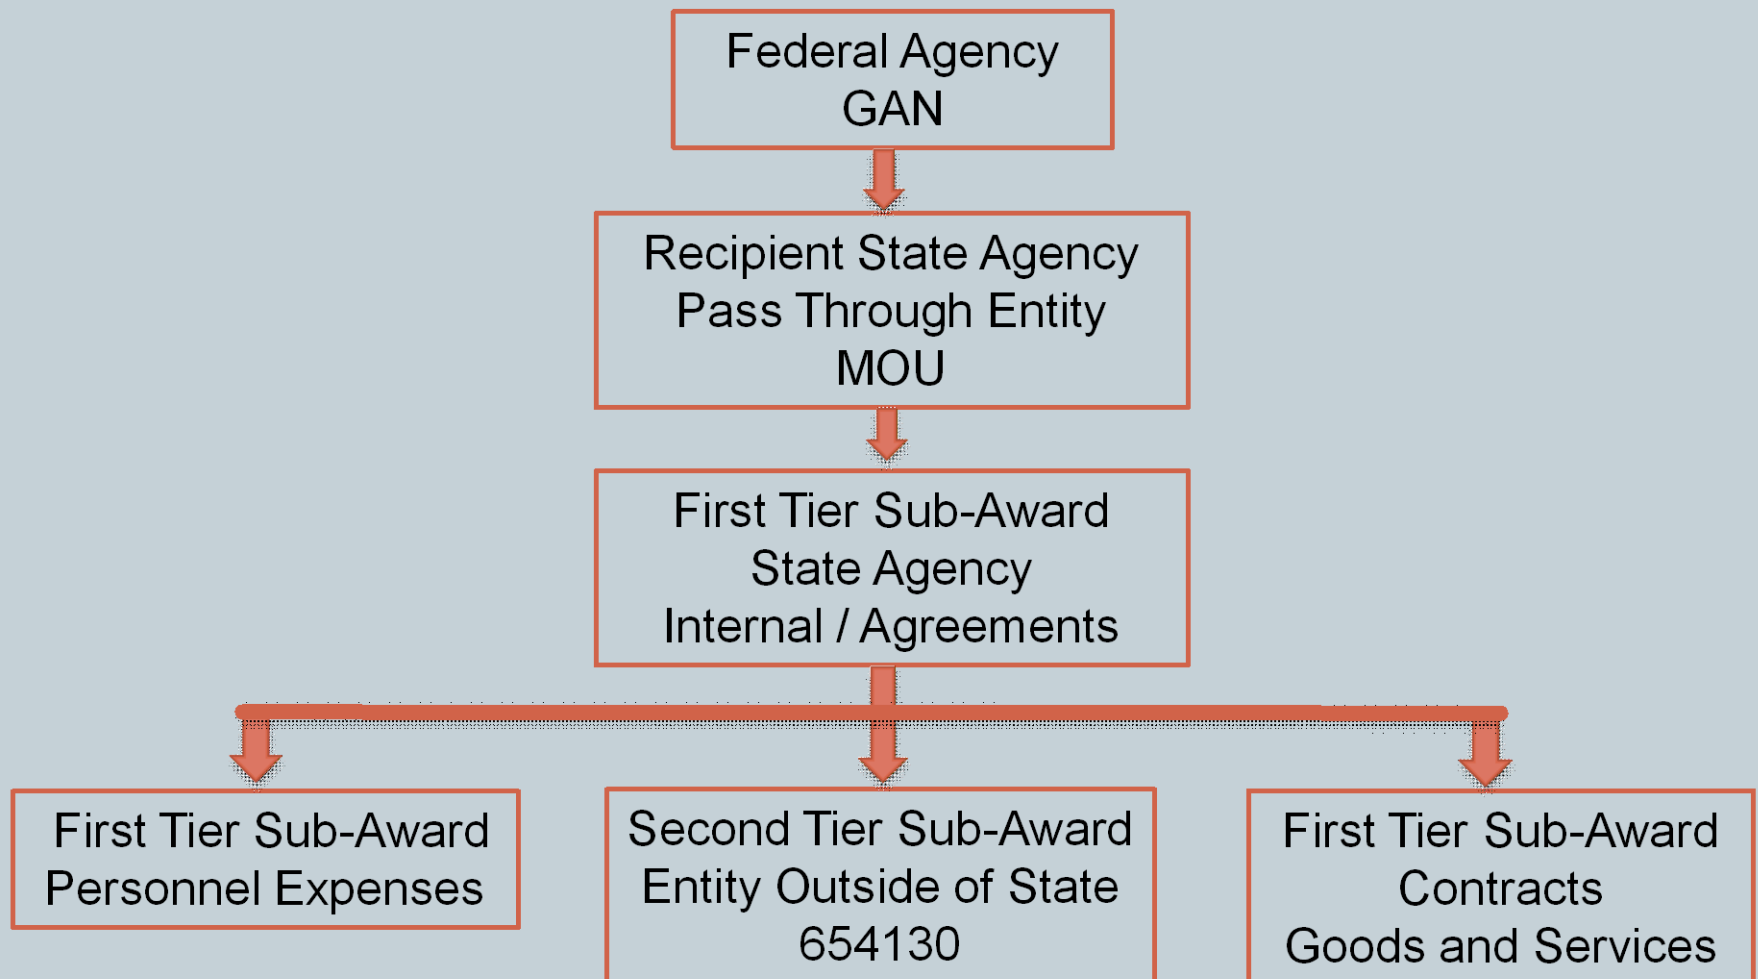 Federal Agency
GAN
Recipient State Agency
Pass Through Entity
MOU
First Tier Sub-Award
State Agency
Internal / Agreements
First Tier Sub-Award
Personnel Expenses
Second Tier Sub-Award
Entity Outside of State
654130
First Tier Sub-Award
Contracts
Goods and Services